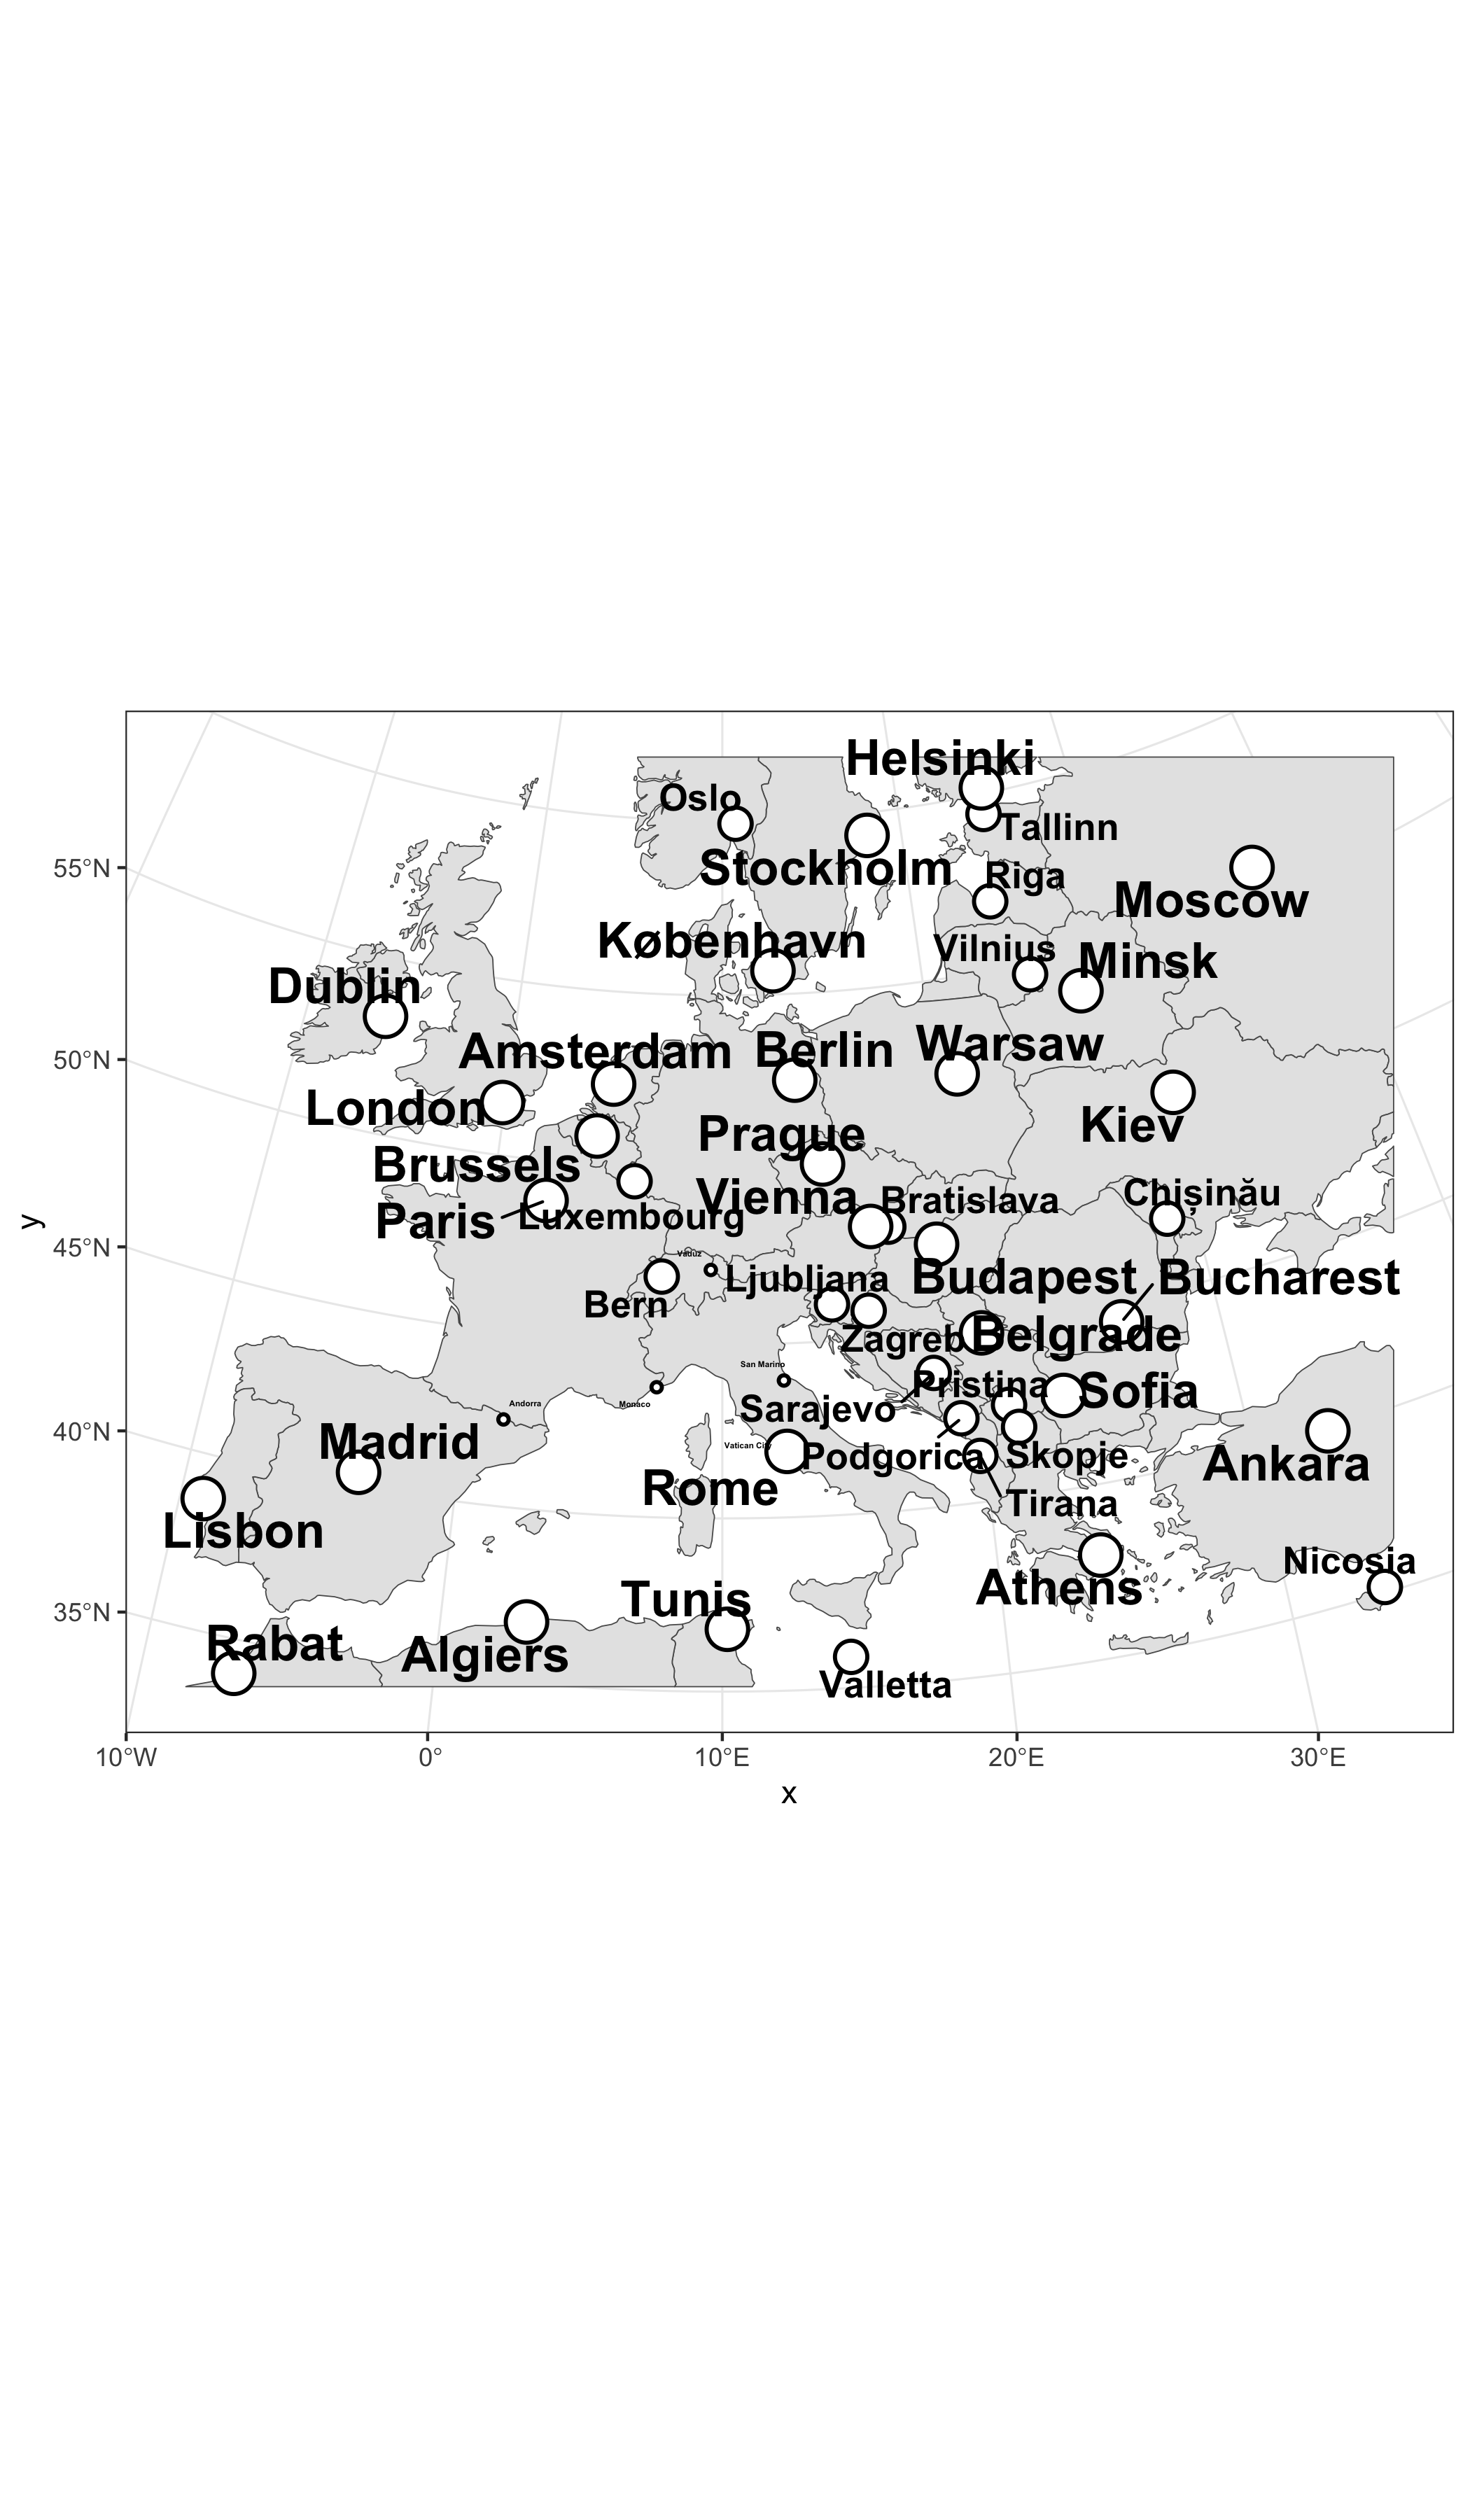 Helsinki
Oslo
Tallinn
Stockholm
Riga
Moscow
København
Vilnius
Minsk
Dublin
Amsterdam
Berlin
Warsaw
London
Kiev
Prague
Brussels
Vienna
Bratislava
Chișinău
Paris
Luxembourg
Vaduz
Ljubljana
Budapest
Bucharest
Bern
Zagreb
Belgrade
San Marino
Pristina
Sofia
Andorra
Monaco
Sarajevo
Madrid
Vatican City
Podgorica
Skopje
Ankara
Rome
Tirana
Lisbon
Nicosia
Athens
Tunis
Rabat
Algiers
Valletta
55°N
50°N
45°N
40°N
35°N
y
10°W
0°
10°E
20°E
30°E
x